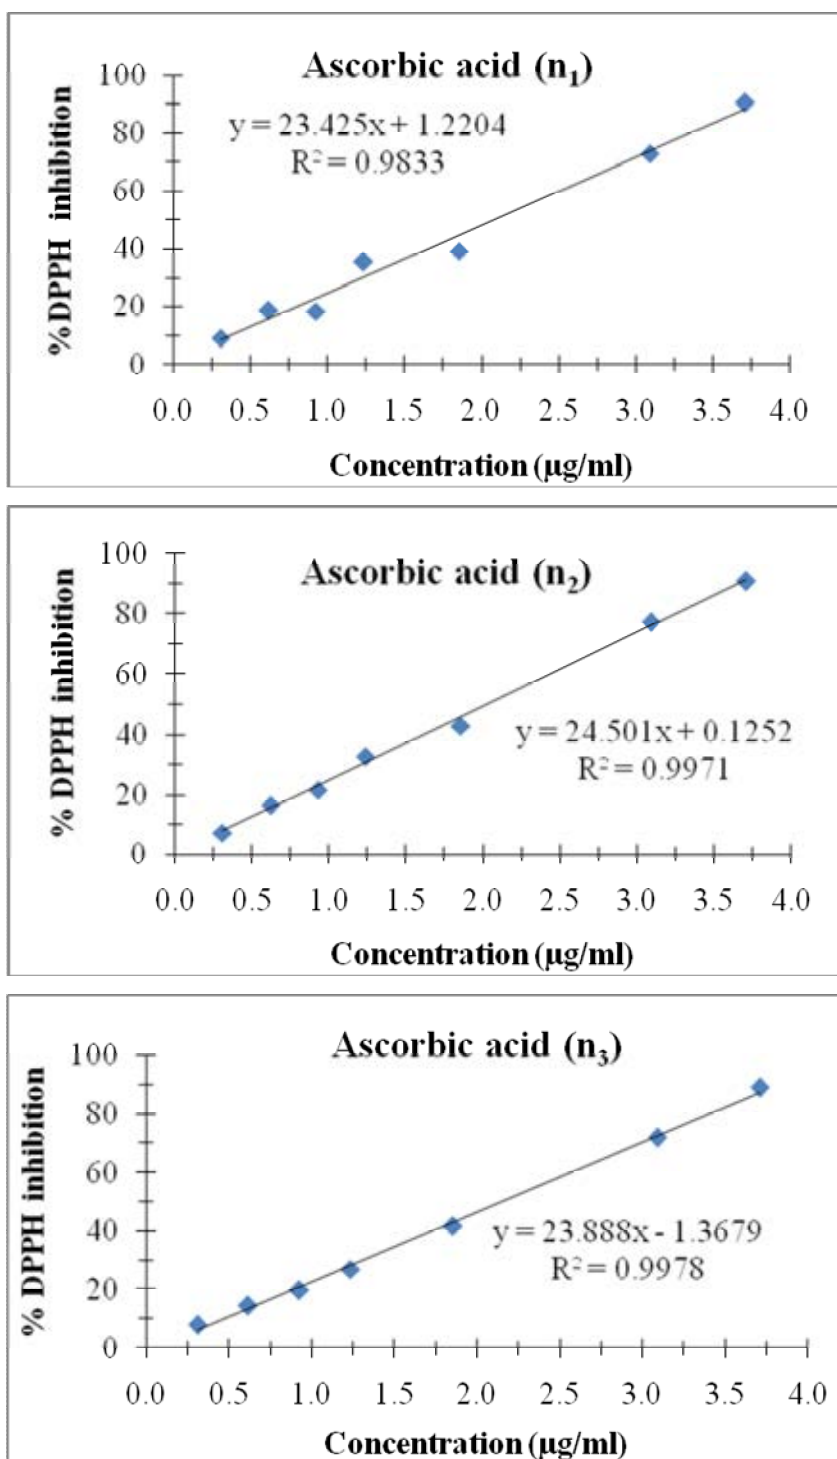 Ascorbic acid (n₁)
y = 23.425x + 1.2204
R² = 0.9833
%DPPH inhibition
100
80
60
40
20
0
0.0 0.5 1.0 1.5 2.0 2.5 3.0 3.5 4.0
Concentration (µg/ml)
Ascorbic acid (n₂)
y = 24.501x + 0.1252
R² = 0.9971
% DPPH inhibition
100
80
60
40
20
0
0.0 0.5 1.0 1.5 2.0 2.5 3.0 3.5 4.0
Concentration (µg/ml)
Ascorbic acid (n₃)
y = 23.888x - 1.3679
R² = 0.9978
% DPPH inhibition
100
80
60
40
20
0
0.0 0.5 1.0 1.5 2.0 2.5 3.0 3.5 4.0
Concentration (µg/ml)